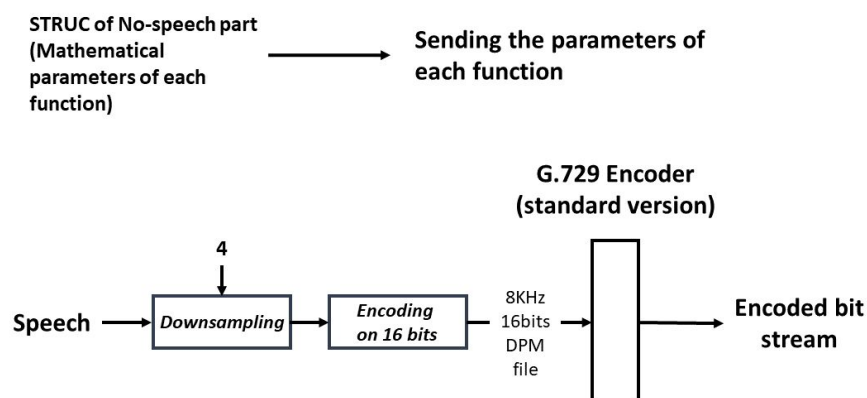 STRUC of No-speech part
(Mathematical
parameters of each
function)
Sending the parameters of
each function
G.729 Encoder
(standard version)
4
Speech
Downsampling
Encoding
on 16 bits
8KHz
16bits
DPM
file
Encoded bit
stream